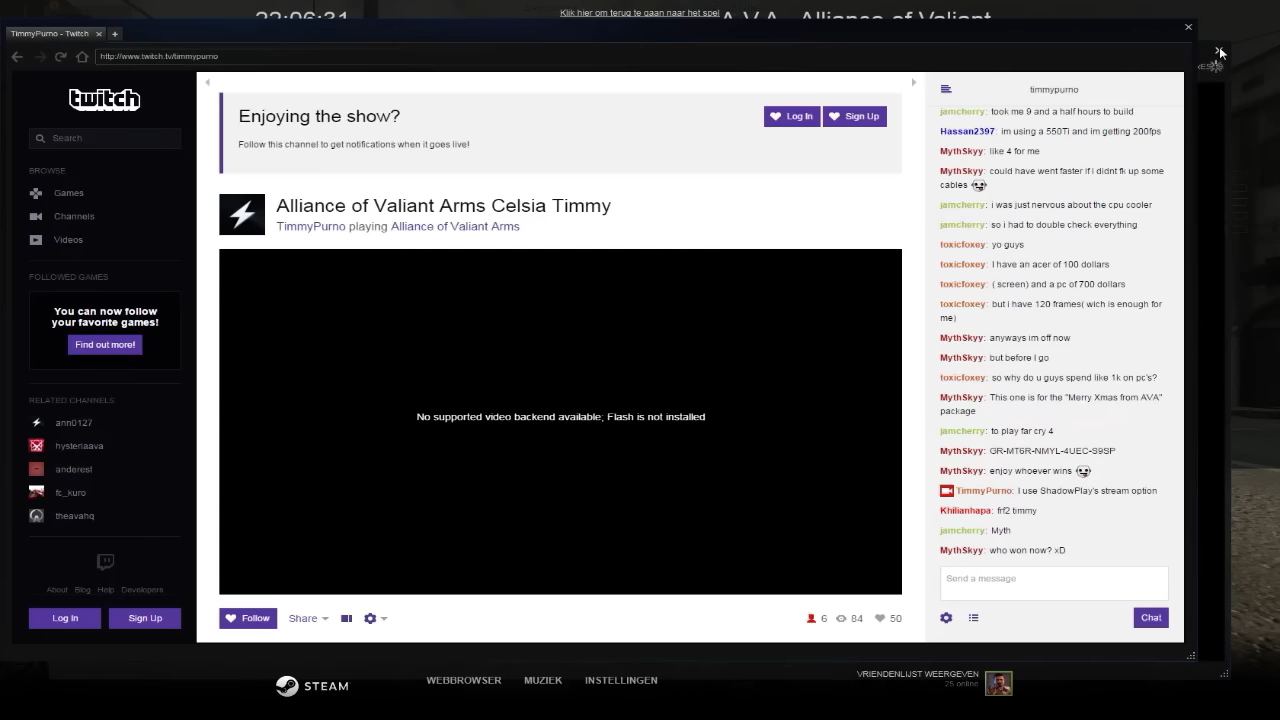 22:06:31
Klik hier om terug te gaan naar het spel
A.V.A - Alliance of Valiant
TimmyPurno - Twitch
http://www.twitch.tv/timmypurno
twitch
Search
BROWSE
Games
Channels
Videos
FOLLOWED GAMES
You can now follow
your favorite games!
Find out more!
RELATED CHANNELS
ann0127
hysteriaava
anderest
fc_kuro
theavahq
About Blog Help Developers
Log In Sign Up
Enjoying the show?
Follow this channel to get notifications when it goes live!
Log In Sign Up
Alliance of Valiant Arms Celsia Timmy
TimmyPurno playing Alliance of Valiant Arms
No supported video backend available; Flash is not installed
Follow Share 6 84 50
timmypurno
jamcherry: took me 9 and a half hours to build
Hassan2397: im using a 550Ti and im getting 200fps
MythSkyy: like 4 for me
MythSkyy: could have went faster if i didnt fk up some
cables
jamcherry: i was just nervous about the cpu cooler
jamcherry: so i had to double check everything
toxicfoxey: yo guys
toxicfoxey: I have an acer of 100 dollars
toxicfoxey: ( screen) and a pc of 700 dollars
toxicfoxey: but i have 120 frames( wich is enough for
me)
MythSkyy: anyways im off now
MythSkyy: but before I go
toxicfoxey: so why do u guys spend like 1k on pc's?
MythSkyy: This one is for the "Merry Xmas from AVA"
package
jamcherry: to play far cry 4
MythSkyy: GR-MT6R-NMYL-4UEC-S9SP
MythSkyy: enjoy whoever wins
TimmyPurno: I use ShadowPlay's stream option
Khilianhapa: frf2 timmy
jamcherry: Myth
MythSkyy: who won now? xD
Send a message
Chat
STEAM
WEBBROWSER MUZIEK INSTELLINGEN
VRIENDENLIJST WEERGEVEN
25 online